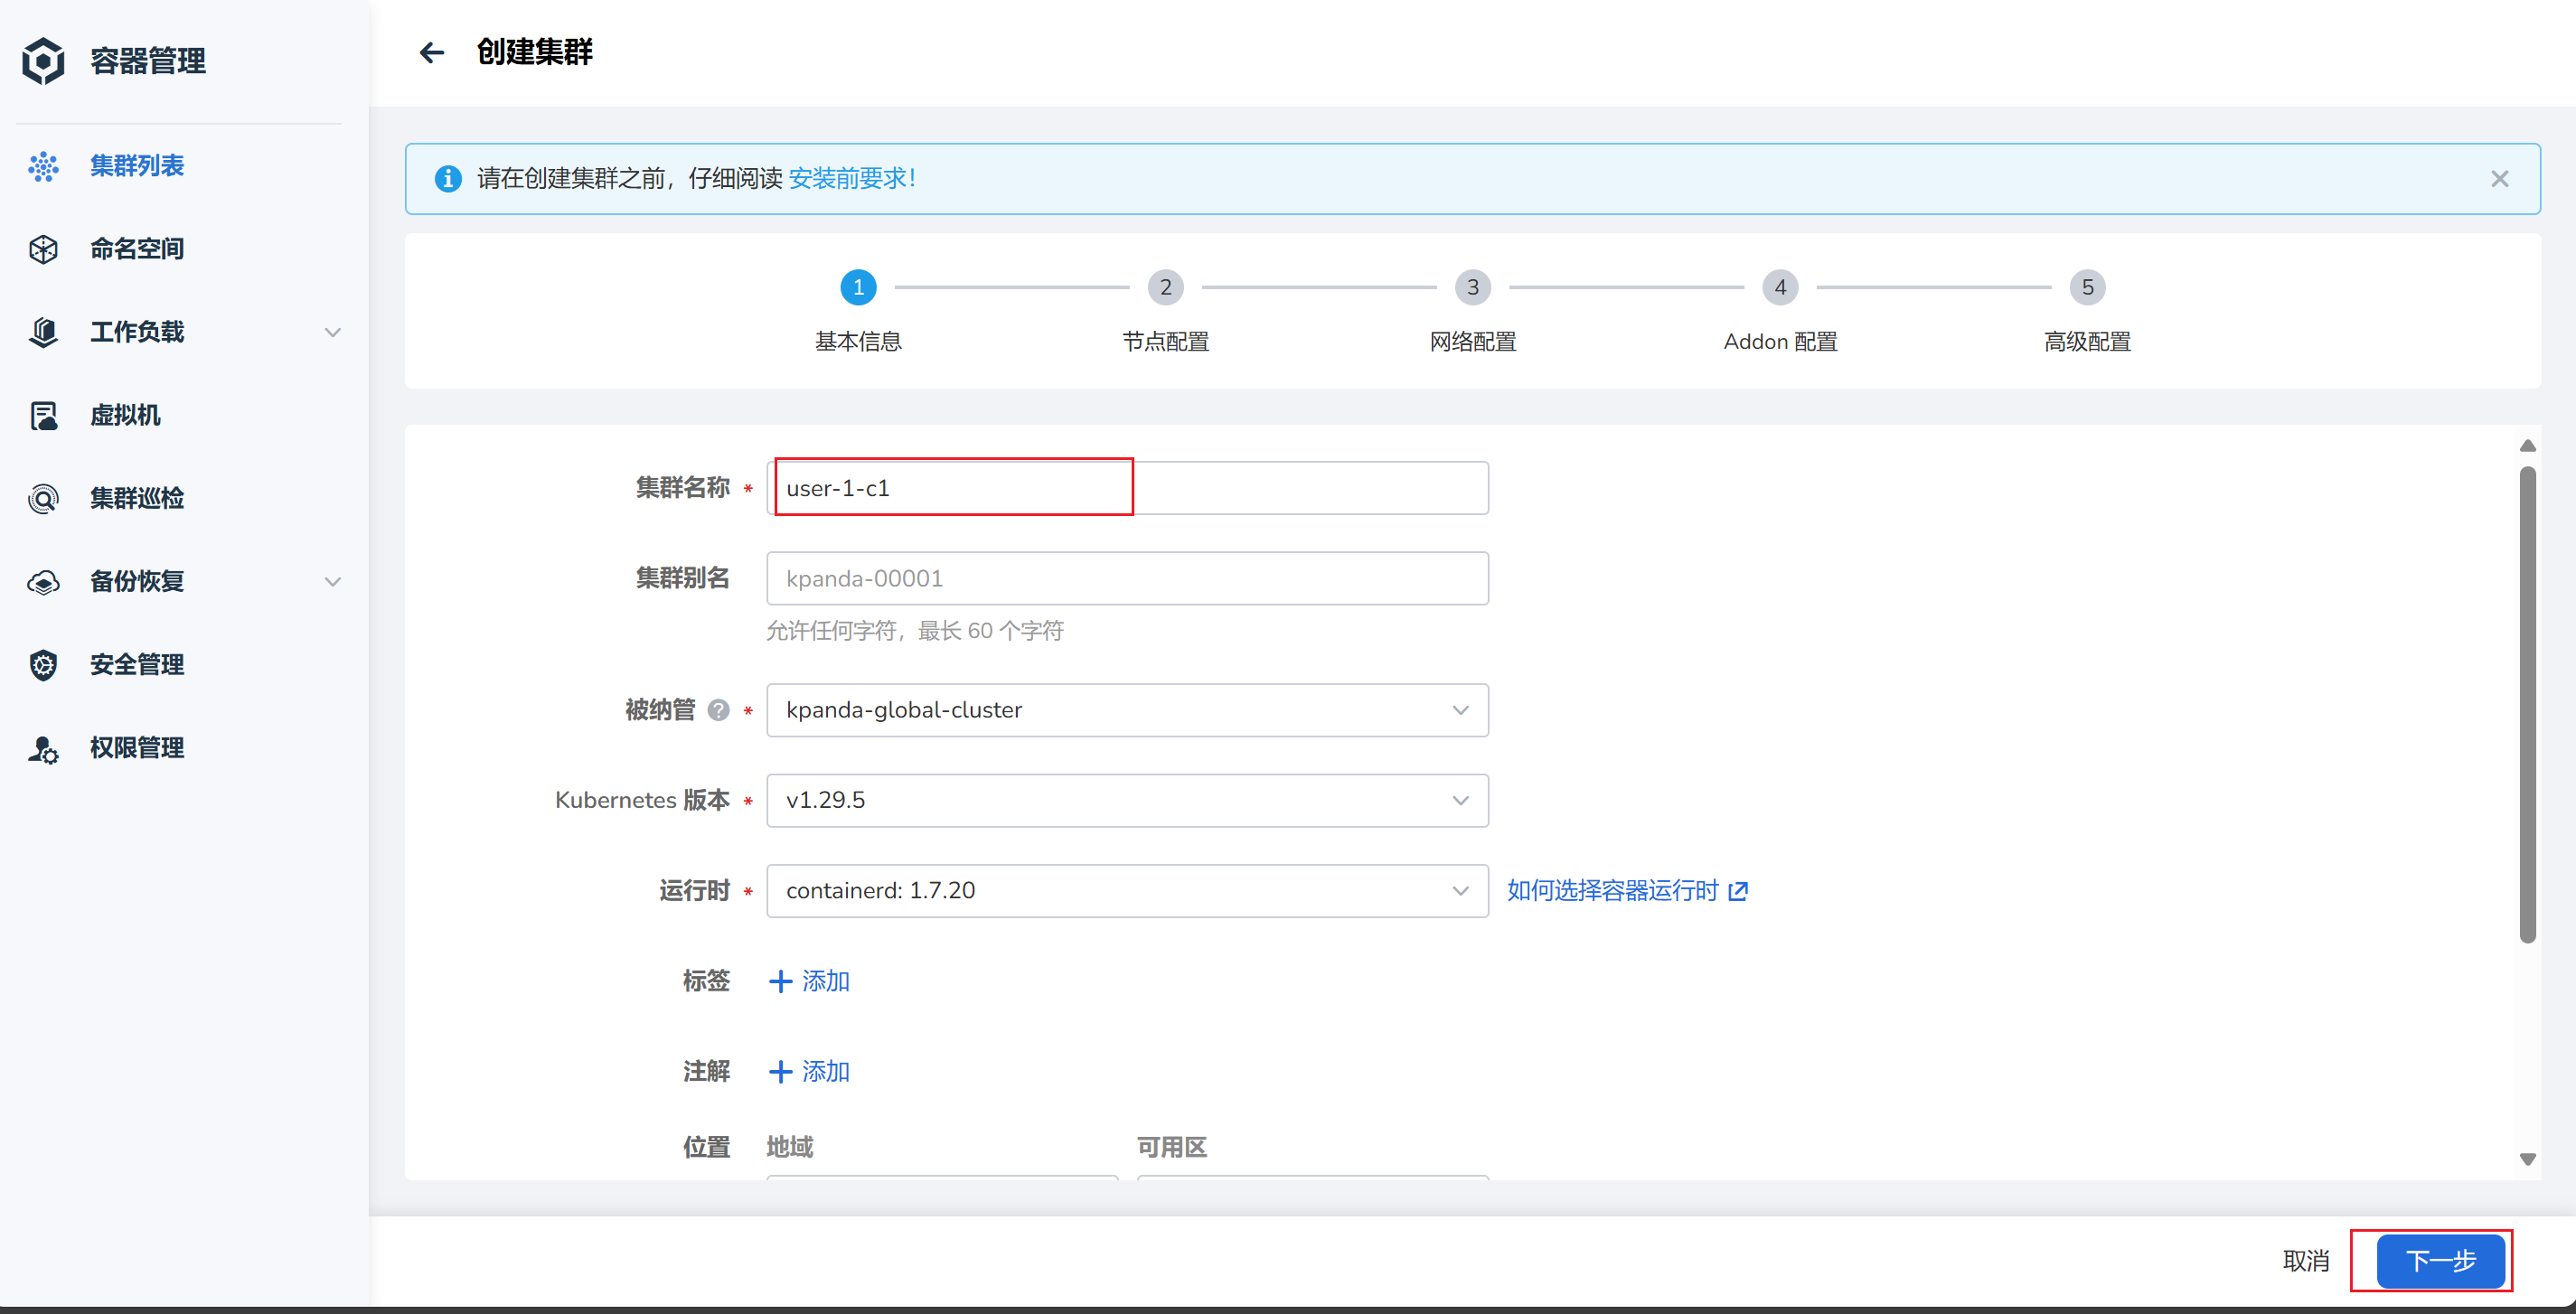 容器管理
集群列表
命名空间
工作负载
虚拟机
集群巡检
备份恢复
安全管理
权限管理
创建集群
请在创建集群之前，仔细阅读 安装前要求！
1
2
3
4
5
基本信息
节点配置
网络配置
Addon 配置
高级配置
集群名称 * user-1-c1
集群别名 kpanda-00001
允许任何字符，最长 60 个字符
被纳管 ? * kpanda-global-cluster
Kubernetes 版本 * v1.29.5
运行时 * containerd: 1.7.20 如何选择容器运行时
标签 + 添加
注解 + 添加
位置 地域 可用区
取消 下一步